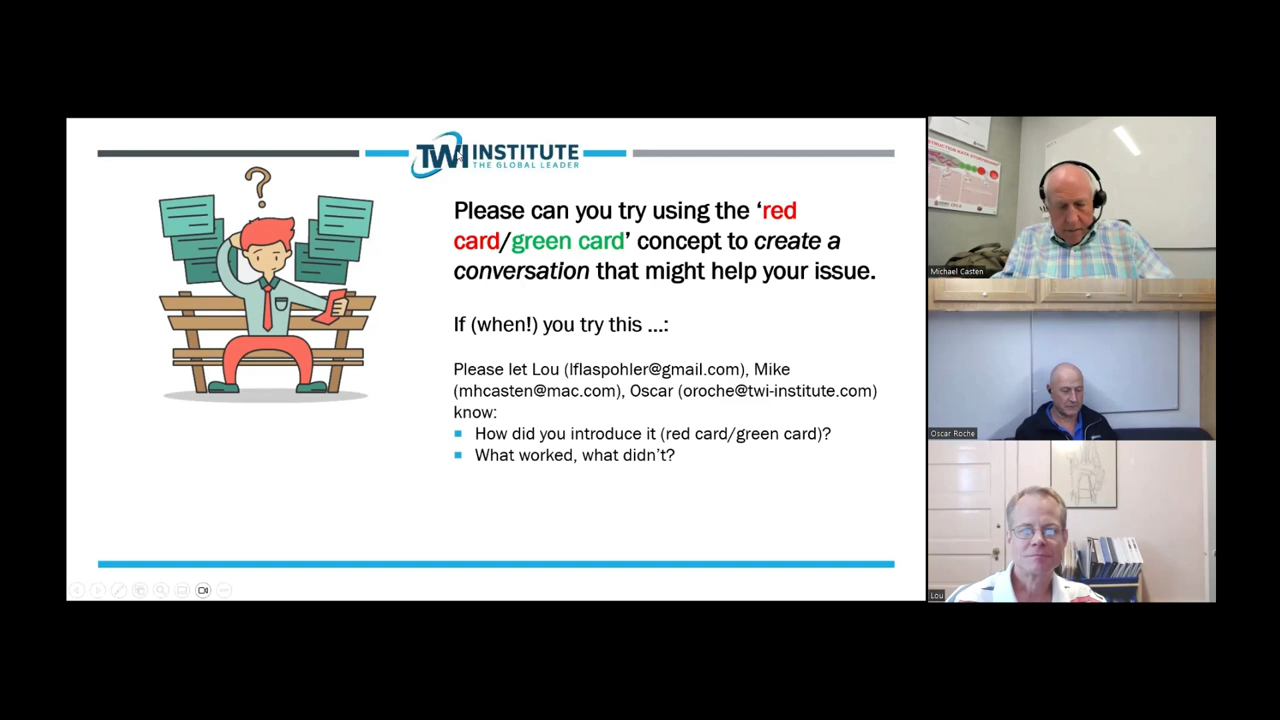 TWI INSTITUTE
THE GLOBAL LEADER
Please can you try using the ‘red
card/green card’ concept to create a
conversation that might help your issue.
If (when!) you try this ...:
Please let Lou (lflaspohler@gmail.com), Mike
(mhcasten@mac.com), Oscar (oroche@twi-institute.com)
know:
How did you introduce it (red card/green card)?
What worked, what didn’t?
?
Michael Casten
Oscar Roche
Lou